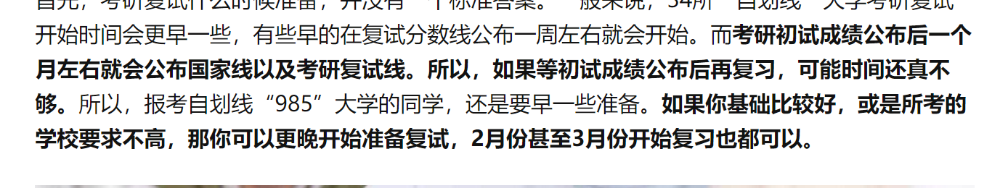 首先，考研复试什么时候准备，并没有一个标准答案。一般来说，34所“自划线”大学考研复试
开始时间会更早一些，有些早的在复试分数线公布一周左右就会开始。而考研初试成绩公布后一个
月左右就会公布国家线以及考研复试线。所以，如果等初试成绩公布后再复习，可能时间还真不
够。所以，报考自划线“985”大学的同学，还是要早一些准备。如果你基础比较好，或是所考的
学校要求不高，那你可以更晚开始准备复试，2月份甚至3月份开始复习也都可以。